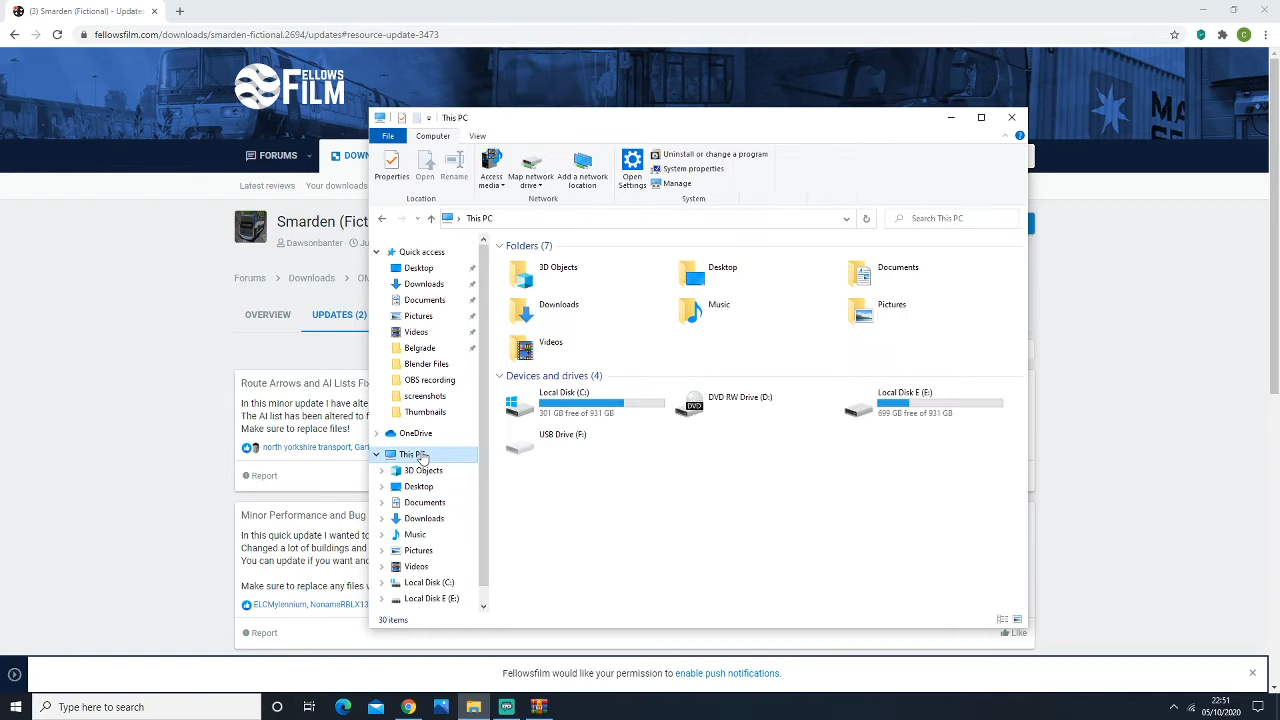 (3) Smarden (Fictional) - Updates
fellowsfilm.com/downloads/smarden-fictional.2694/updates#resource-update-3473
C
FELLOWS
FILM
FORUMS
DOWN
Latest reviews
Your downloads
Smarden (Fict
Dawsonbanter
Ju
Forums
Downloads
OM
OVERVIEW
UPDATES (2)
Route Arrows and AI Lists Fix
In this minor update I have alte
The AI list has been altered to
Make sure to replace files!
north yorkshire transport, Gar
Report
Minor Performance and Bug
In this quick update I wanted to
Changed a lot of buildings and
You can update if you want and
Make sure to replace any files w
ELCMylennium, NonameRBLX13
Report
Like
This PC
File
Computer
View
Properties
Open
Rename
Location
Access media
Map network drive
Add a network location
Network
Open Settings
Uninstall or change a program
System properties
Manage
System
This PC
Search This PC
Quick access
Desktop
Downloads
Documents
Pictures
Videos
Belgrade
Blender Files
OBS recording
screenshots
Thumbnails
OneDrive
This PC
3D Objects
Desktop
Documents
Downloads
Music
Pictures
Videos
Local Disk (C:)
Local Disk E (E:)
Folders (7)
3D Objects
Desktop
Documents
Downloads
Music
Pictures
Videos
Devices and drives (4)
Local Disk (C:)
301 GB free of 931 GB
DVD RW Drive (D:)
DVD
Local Disk E (E:)
699 GB free of 931 GB
USB Drive (F:)
30 items
Fellowsfilm would like your permission to enable push notifications.
Type here to search
22:51
05/10/2020